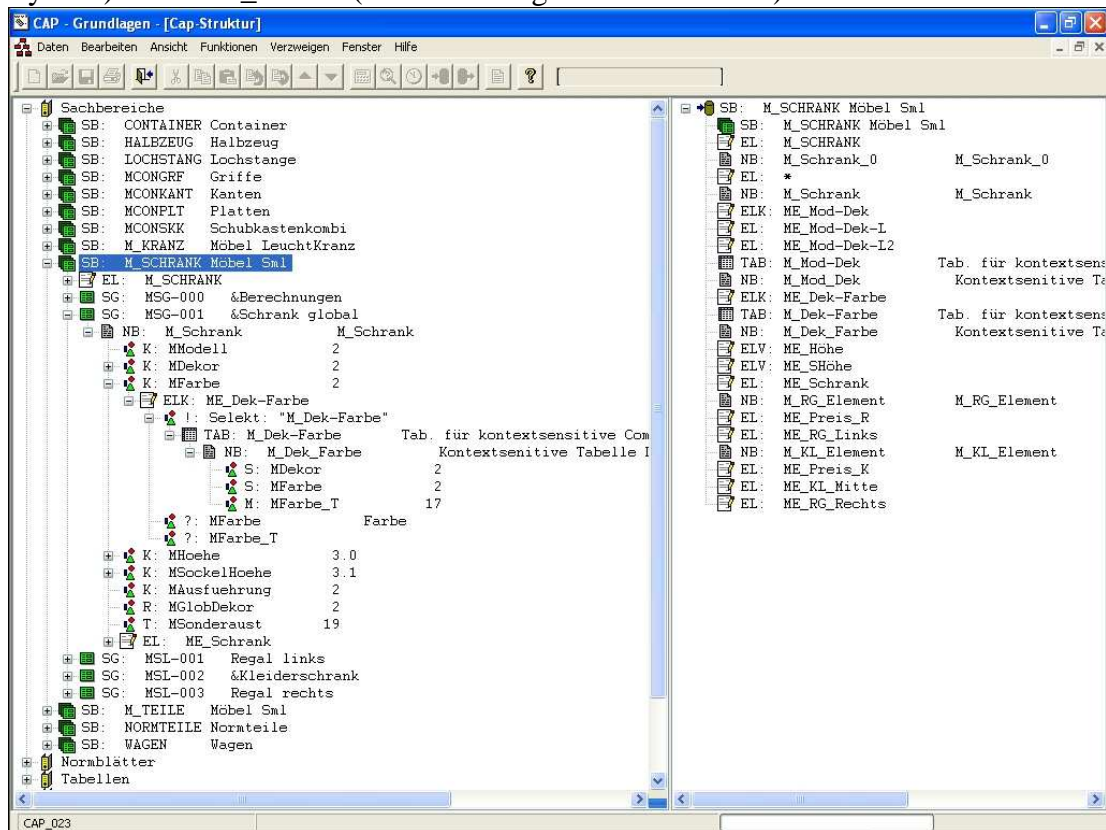 CAP - Grundlagen - [Cap-Struktur]
Daten Bearbeiten Ansicht Funktionen Verzweigen Fenster Hilfe
Sachbereiche
SB: CONTAINER Container
SB: HALBZEUG Halbzeug
SB: LOCHSTANG Lochstange
SB: MCONGRF Griffe
SB: MCONKANT Kanten
SB: MCONPLT Platten
SB: MCONSKK Schubkastenkombi
SB: M_KRANZ Möbel LeuchtKranz
SB: M_SCHRANK Möbel Sml
EL: M_SCHRANK
SG: MSG-000 &Berechnungen
SG: MSG-001 &Schrank global
NB: M_Schrank M_Schrank
K: MModell 2
K: MDekor 2
K: MFarbe 2
ELK: ME_Dek-Farbe
!: Selekt: "M_Dek-Farbe"
TAB: M_Dek-Farbe Tab. für kontextsensitive Com
NB: M_Dek_Farbe Kontextsenitive Tabelle I
S: MDekor 2
S: MFarbe 2
M: MFarbe_T 17
?: MFarbe Farbe
?: MFarbe_T
K: MHoehe 3.0
K: MSockelHoehe 3.1
K: MAusfuehrung 2
R: MGlobDekor 2
T: MSonderaust 19
EL: ME_Schrank
SG: MSL-001 Regal links
SG: MSL-002 &Kleiderschrank
SG: MSL-003 Regal rechts
SB: M_TEILE Möbel Sml
SB: NORMTEILE Normteile
SB: WAGEN Wagen
Normblätter
Tabellen
SB: M_SCHRANK Möbel Sml
SB: M_SCHRANK Möbel Sml
EL: M_SCHRANK
NB: M_Schrank_0 M_Schrank_0
EL: *
NB: M_Schrank M_Schrank
ELK: ME_Mod-Dek
EL: ME_Mod-Dek-L
EL: ME_Mod-Dek-L2
TAB: M_Mod-Dek Tab. für kontextsens
NB: M_Mod_Dek Kontextsenitive Ta
ELK: ME_Dek-Farbe
TAB: M_Dek-Farbe Tab. für kontextsens
NB: M_Dek_Farbe Kontextsenitive Ta
ELV: ME_Höhe
ELV: ME_SHöhe
EL: ME_Schrank
NB: M_RG_Element M_RG_Element
EL: ME_Preis_R
EL: ME_RG_Links
NB: M_KL_Element M_KL_Element
EL: ME_Preis_K
EL: ME_KL_Mitte
EL: ME_RG_Rechts
CAP_023